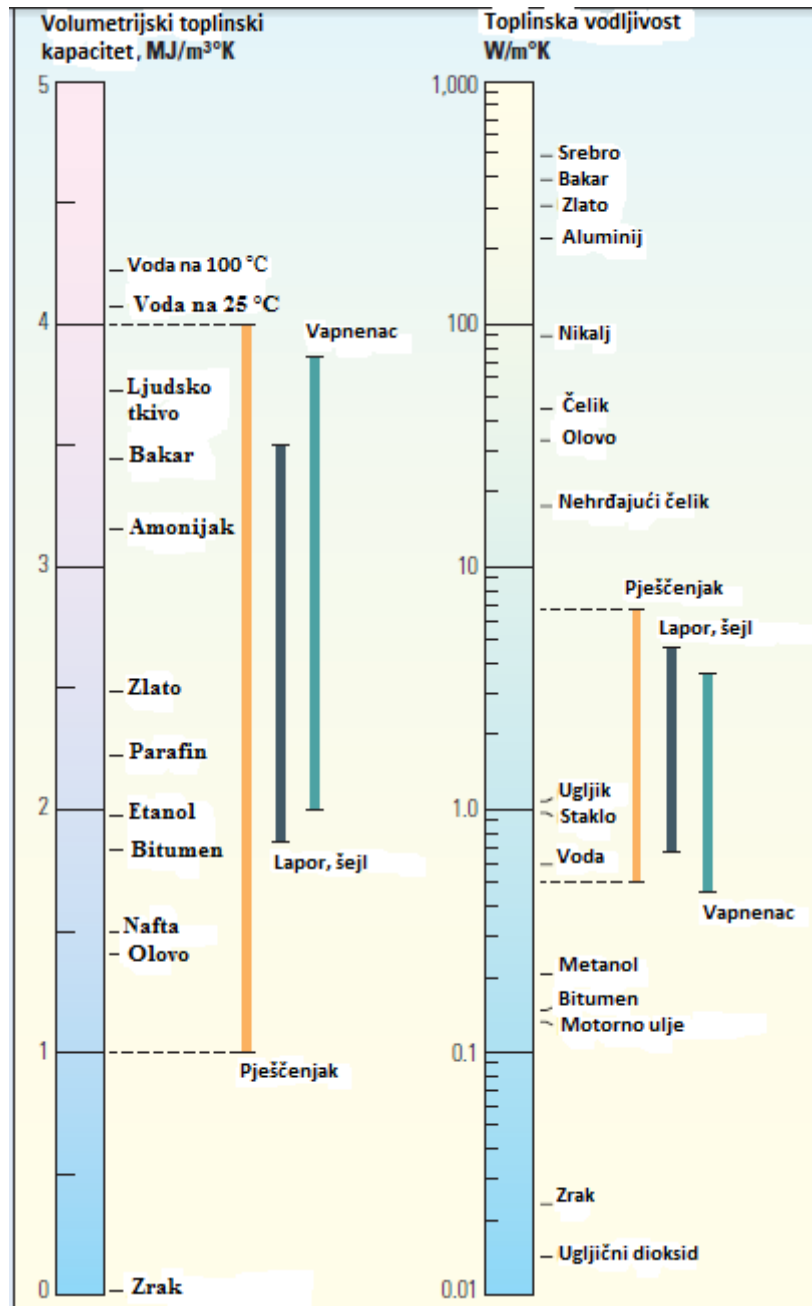 Volumetrijski toplinski
kapacitet, MJ/m³°K
5
Voda na 100 °C
Voda na 25 °C
4
Ljudsko
tkivo
Bakar
Amonijak
3
Zlato
Parafin
2
Etanol
Bitumen
Nafta
Olovo
1
Zrak
0
Vapnenac
Lapor, šejl
Pješčenjak
Toplinska vodljivost
W/m°K
1,000
Srebro
Bakar
Zlato
Aluminij
100
Nikalj
Čelik
Olovo
Nehrđajući čelik
10
Pješčenjak
Lapor, šejl
Ugljik
1.0
Staklo
Voda
Vapnenac
Metanol
Bitumen
Motorno ulje
0.1
Zrak
Ugljični dioksid
0.01